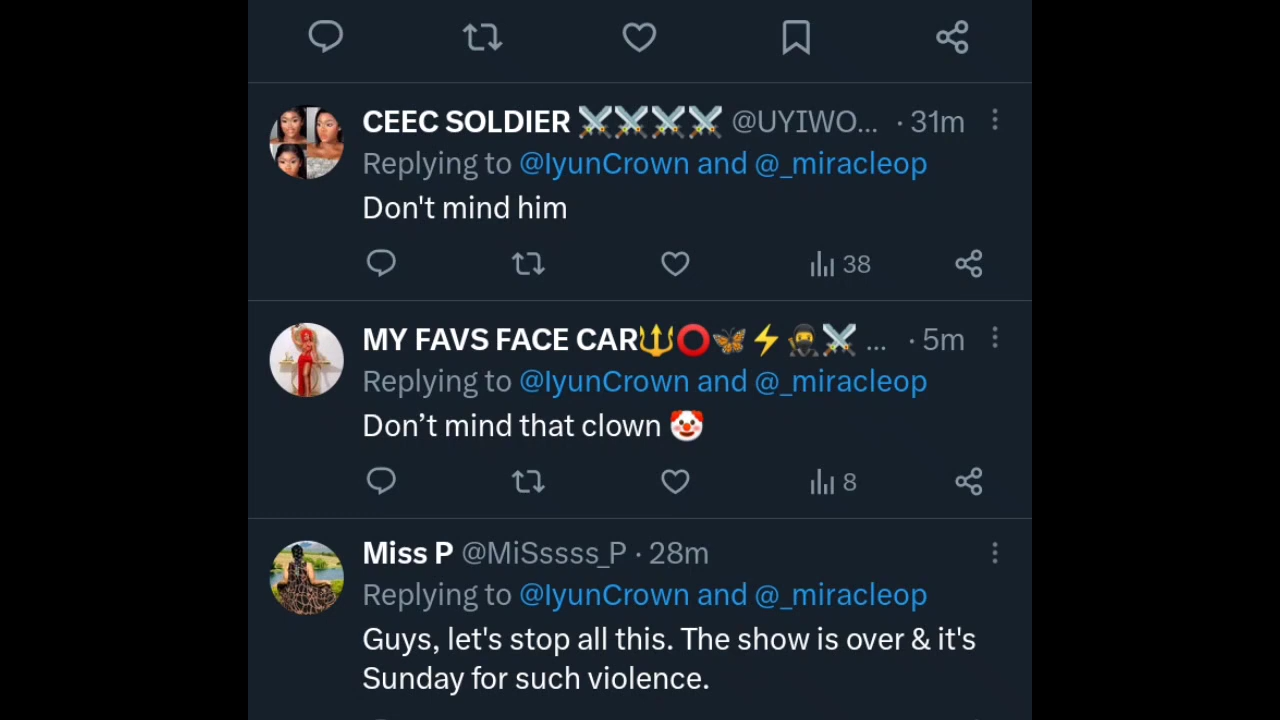 CEEC SOLDIER ⚔️⚔️⚔️⚔️ @UYIWO... · 31m
Replying to @IyunCrown and @_miracleop
Don't mind him
38
MY FAVS FACE CAR🔱⭕🦋⚡🥷⚔️ ... · 5m
Replying to @IyunCrown and @_miracleop
Don’t mind that clown 🤡
8
Miss P @MiSssss_P · 28m
Replying to @IyunCrown and @_miracleop
Guys, let's stop all this. The show is over & it's
Sunday for such violence.